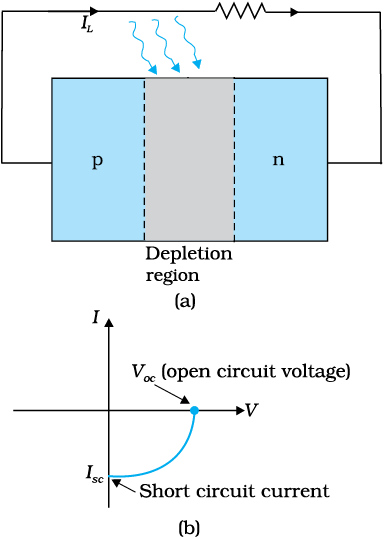 I_L
p
n
Depletion
region
(a)
I
V_oc (open circuit voltage)
V
I_sc
Short circuit current
(b)